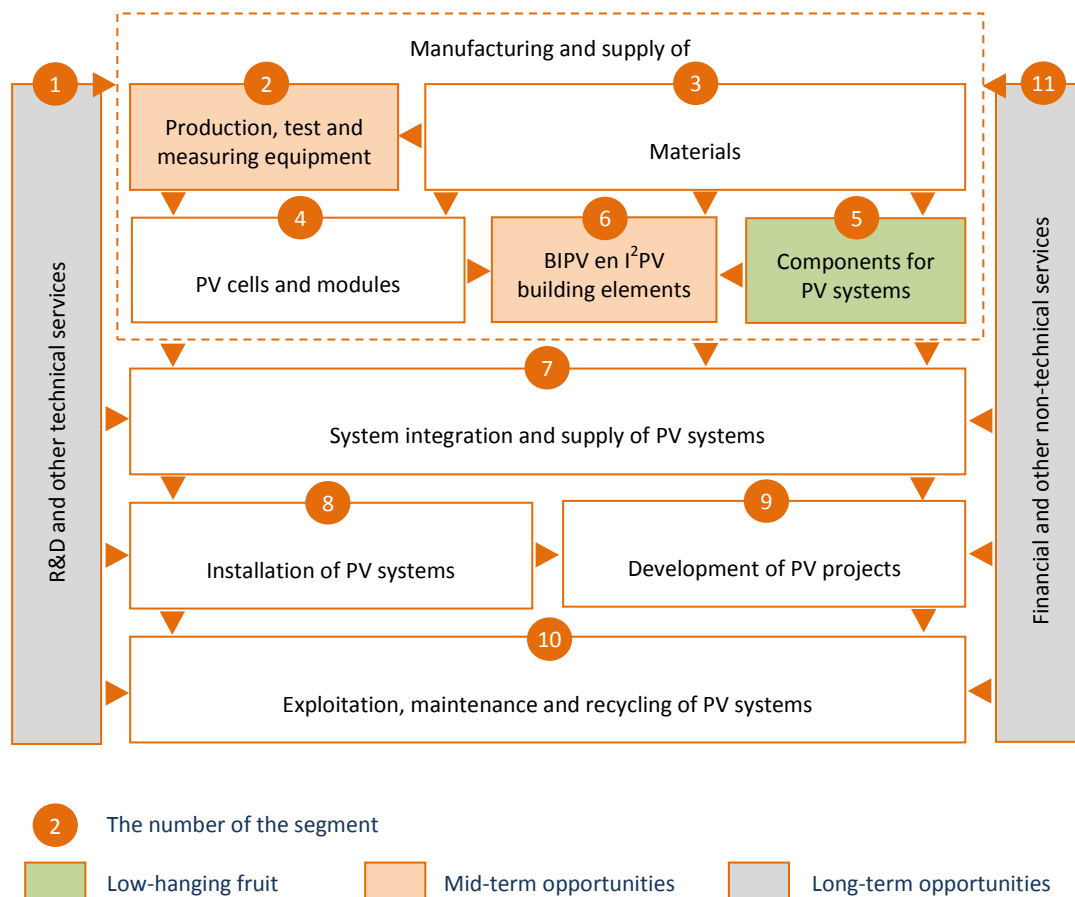 Manufacturing and supply of
1
2
3
11
Production, test and
measuring equipment
Materials
4
6
5
PV cells and modules
BIPV en I²PV
building elements
Components for
PV systems
R&D and other technical services
Financial and other non-technical services
7
System integration and supply of PV systems
8
9
Installation of PV systems
Development of PV projects
10
Exploitation, maintenance and recycling of PV systems
2
The number of the segment
Low-hanging fruit
Mid-term opportunities
Long-term opportunities